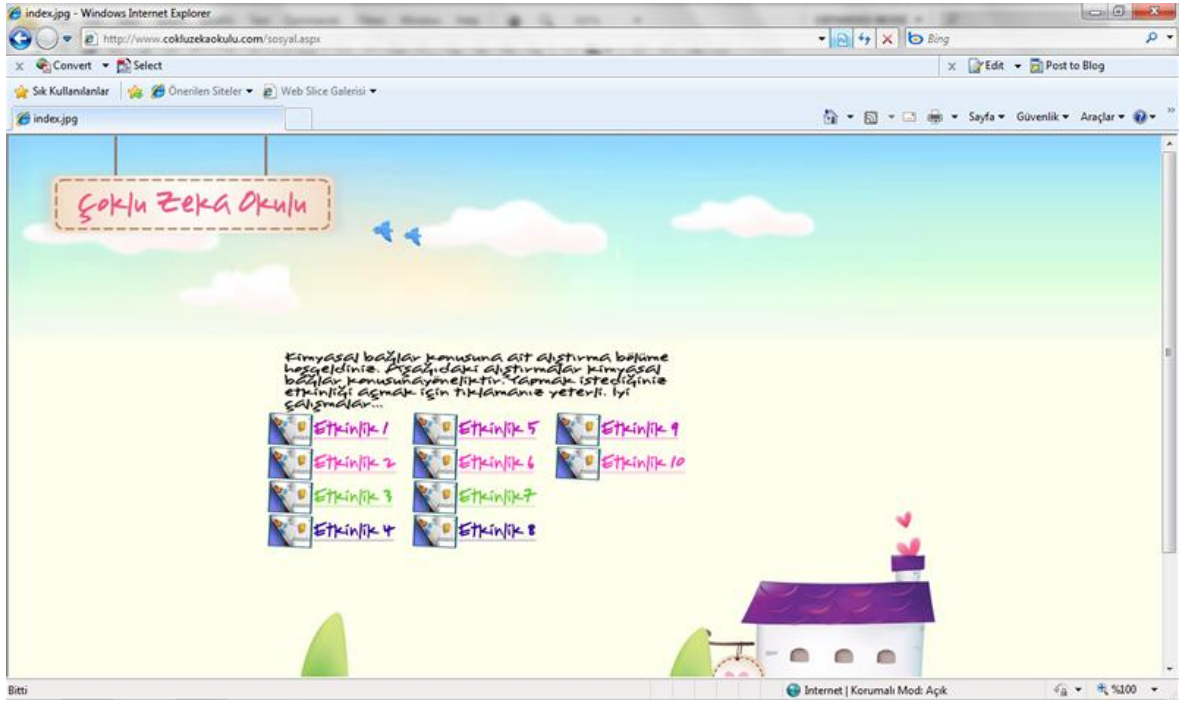 index.jpg - Windows Internet Explorer
http://www.cokluzekaokulu.com/sosyal.aspx
Bing
x Convert Select
x Edit Post to Blog
Sık Kullanılanlar Önerilen Siteler Web Slice Galerisi
index.jpg
Sayfa Güvenlik Araçlar
Çoklu Zeka Okulu
Kimyasal bağlar konusuna ait alıştırma bölüme
hoşgeldiniz. Aşağıdaki alıştırmalar kimyasal
bağlar konusunayöneliktir. Yapmak istediğiniz
etkinliği açmak için tıklamanız yeterli. İyi
çalışmalar...
Etkinlik 1 Etkinlik 5 Etkinlik 9
Etkinlik 2 Etkinlik 6 Etkinlik 10
Etkinlik 3 Etkinlik7
Etkinlik 4 Etkinlik 8
Bitti
Internet | Korumalı Mod: Açık
%100